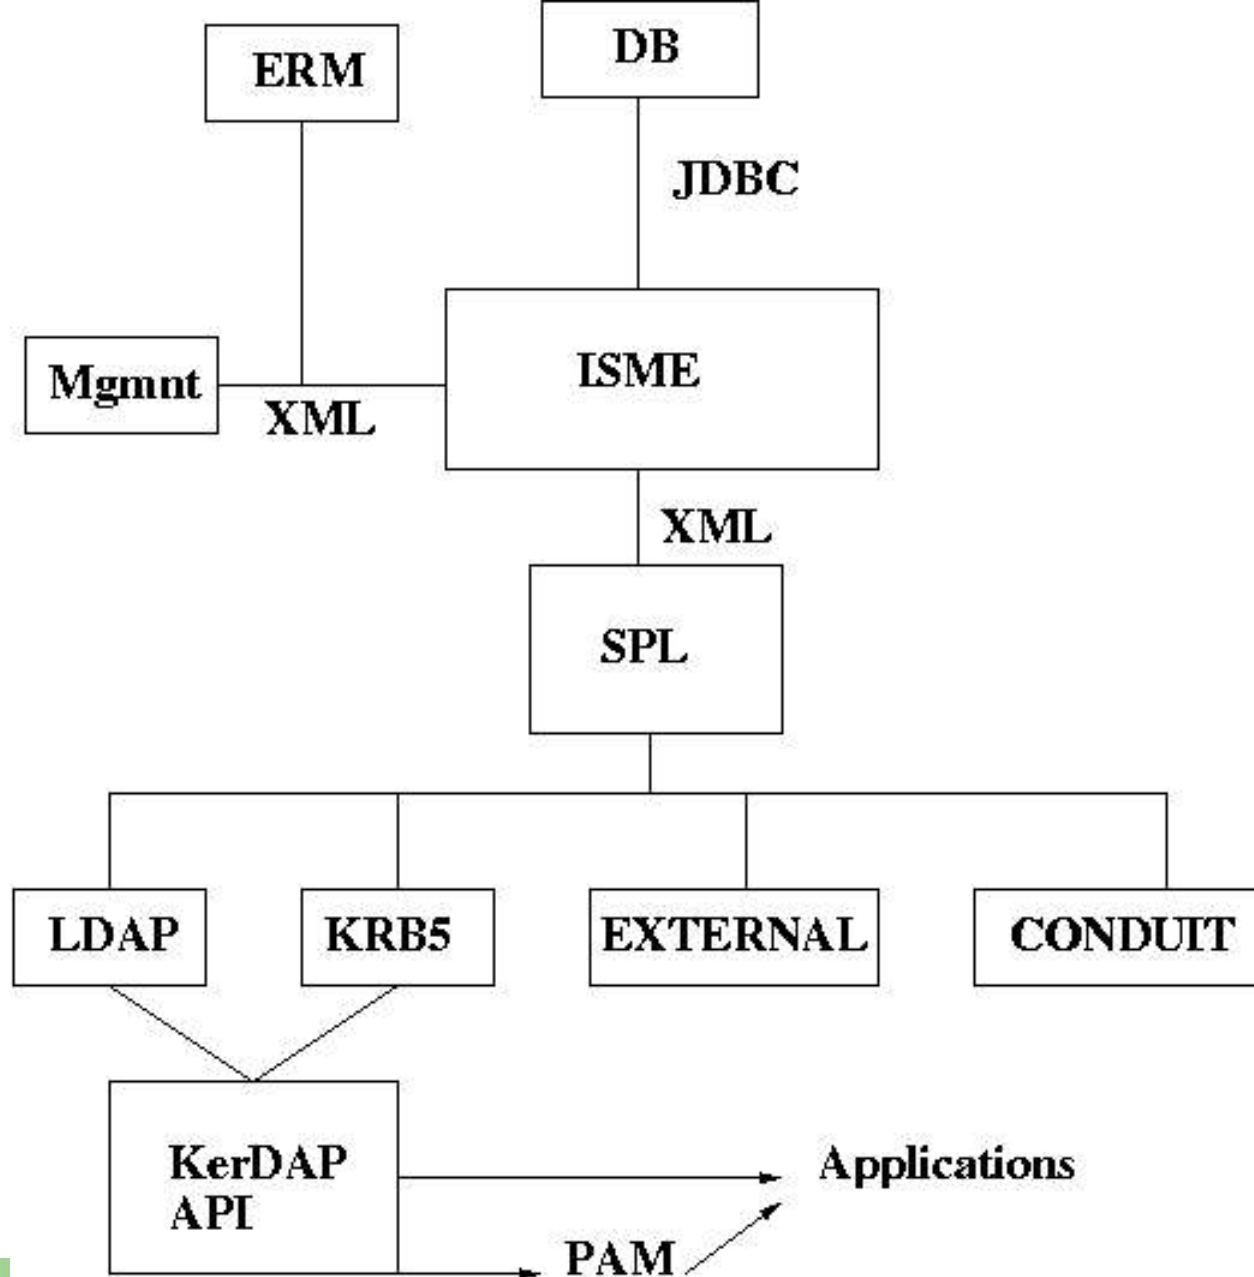 DB
ERM
JDBC
ISME
Mgmnt
XML
XML
SPL
LDAP
KRB5
EXTERNAL
CONDUIT
KerDAP
API
Applications
PAM